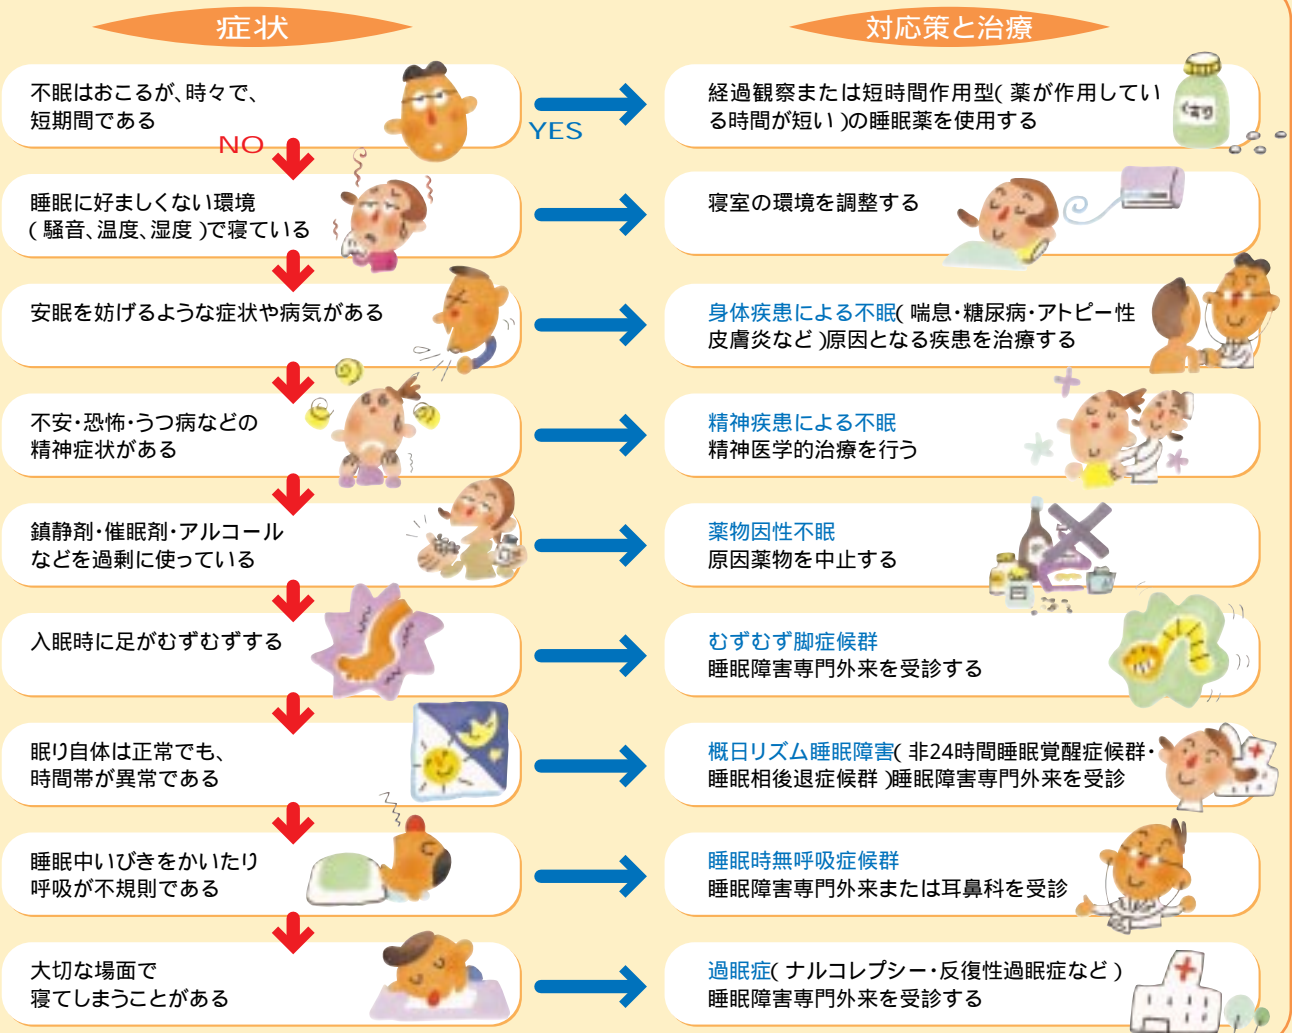 症状
対応策と治療
不眠はおこるが、時々で、
短期間である
NO
YES
経過観察または短時間作用型(薬が作用してい
る時間が短い)の睡眠薬を使用する
くすり
睡眠に好ましくない環境
(騒音、温度、湿度)で寝ている
寝室の環境を調整する
安眠を妨げるような症状や病気がある
身体疾患による不眠(喘息・糖尿病・アトピー性
皮膚炎など)原因となる疾患を治療する
不安・恐怖・うつ病などの
精神症状がある
精神疾患による不眠
精神医学的治療を行う
鎮静剤・催眠剤・アルコール
などを過剰に使っている
薬物因性不眠
原因薬物を中止する
入眠時に足がむずむずする
むずむず脚症候群
睡眠障害専門外来を受診する
眠り自体は正常でも、
時間帯が異常である
概日リズム睡眠障害(非24時間睡眠覚醒症候群・
睡眠相後退症候群)睡眠障害専門外来を受診
睡眠中いびきをかいたり
呼吸が不規則である
睡眠時無呼吸症候群
睡眠障害専門外来または耳鼻科を受診
大切な場面で
寝てしまうことがある
過眠症(ナルコレプシー・反復性過眠症など)
睡眠障害専門外来を受診する